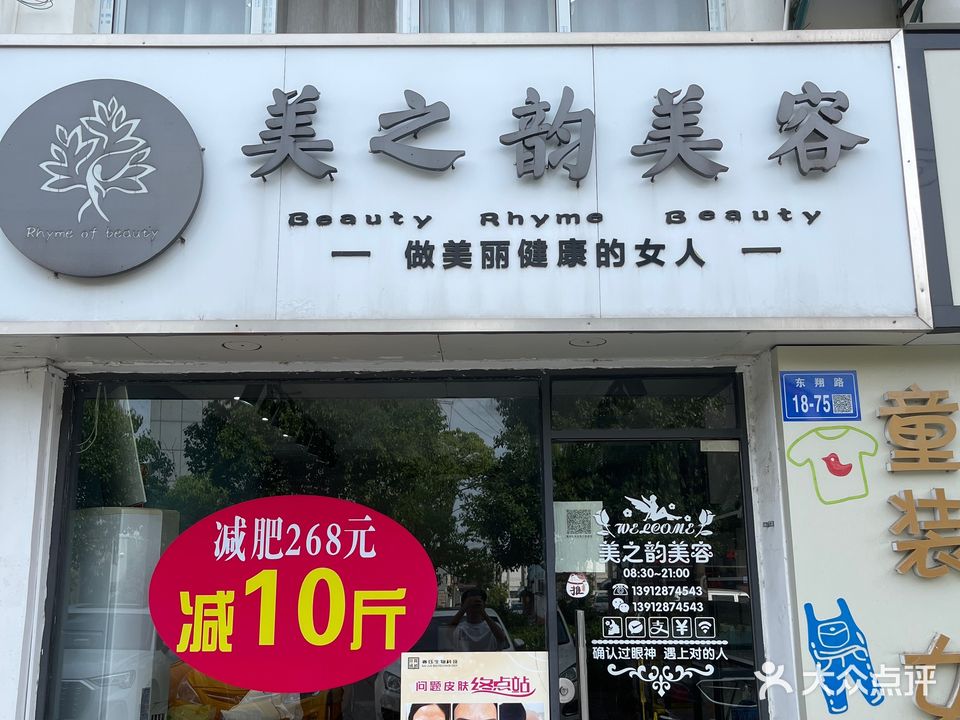 美之韵美容
Rhyme of beauty
Beauty Rhyme Beauty
— 做美丽健康的女人 —
东翔路
18-75
童装
女
减肥268元
减10斤
WELCOME
美之韵美容
08:30~21:00
13912874543
13912874543
确认过眼神 遇上对的人
问题皮肤终点站
大众点评